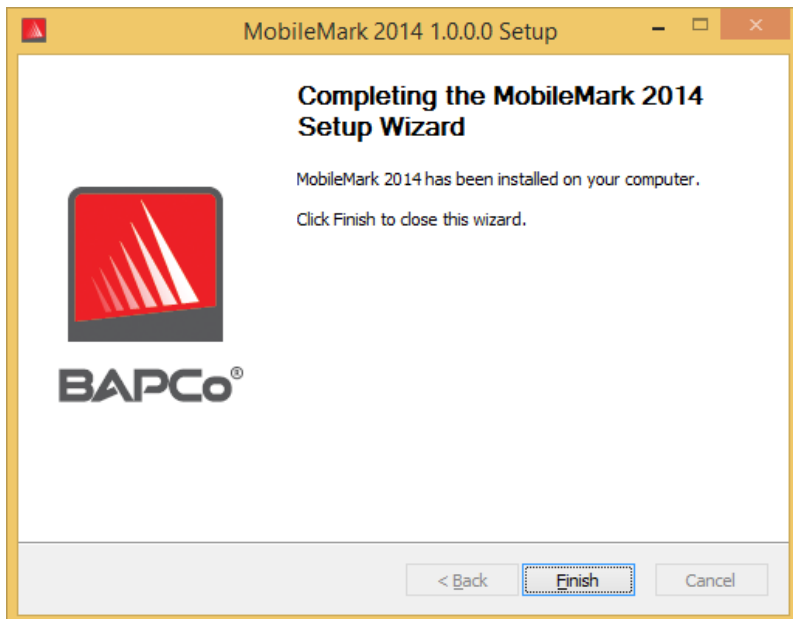 MobileMark 2014 1.0.0.0 Setup
Completing the MobileMark 2014
Setup Wizard
MobileMark 2014 has been installed on your computer.
Click Finish to close this wizard.
BAPCo®
< Back
Finish
Cancel